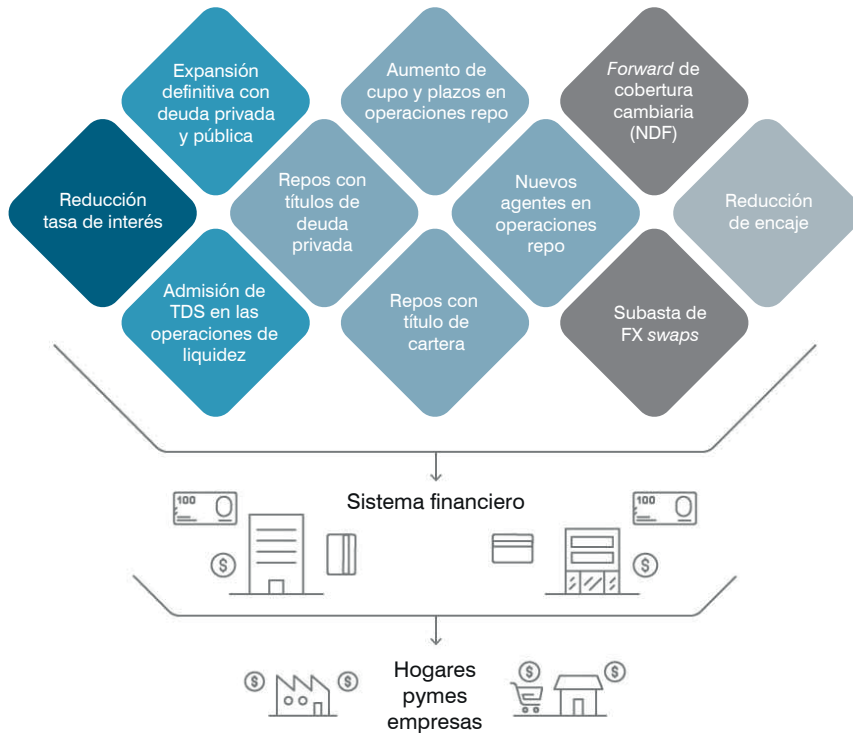 Expansión
definitiva con
deuda privada
y pública
Aumento de
cupo y plazos en
operaciones repo
Forward de
cobertura
cambiaria
(NDF)
Reducción
tasa de interés
Repos con
títulos de
deuda
privada
Nuevos
agentes en
operaciones
repo
Reducción
de encaje
Admisión de
TDS en las
operaciones de
liquidez
Repos con
título de
cartera
Subasta de
FX swaps
100
Sistema financiero
100
$
$
$
$
Hogares
pymes
empresas
$
$